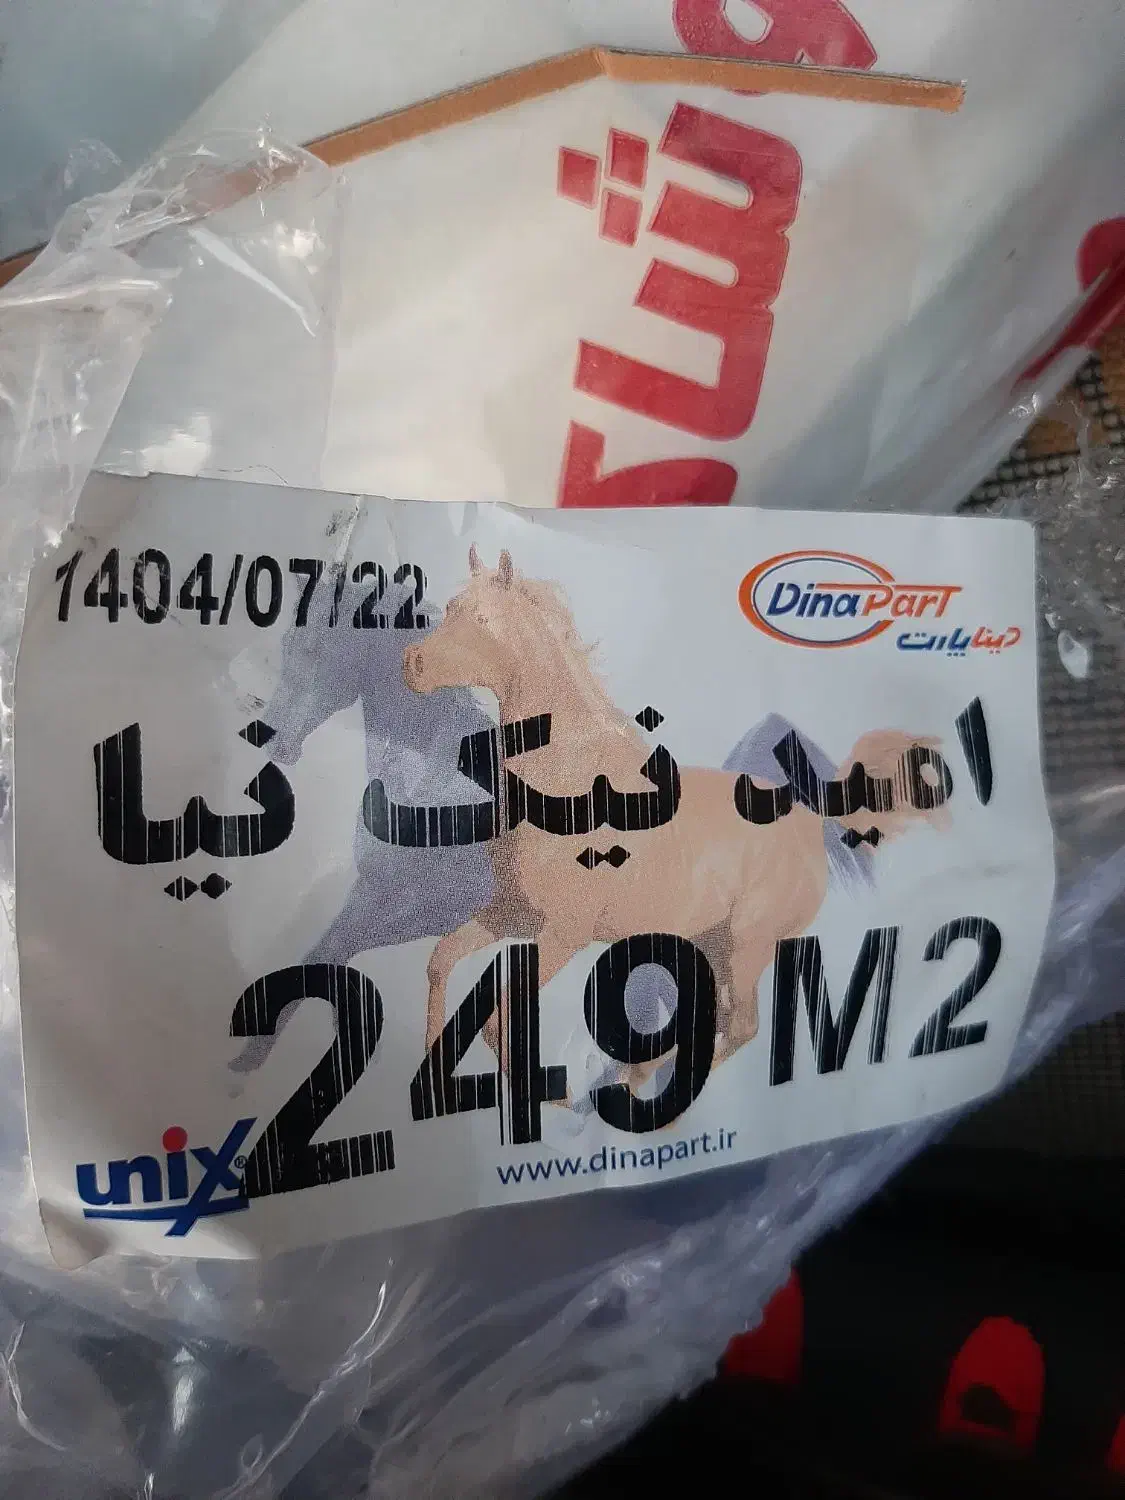 1404/07/22
DinaPart
دیناپارت
امید نیک نیا
249 M2
unix®
www.dinapart.ir